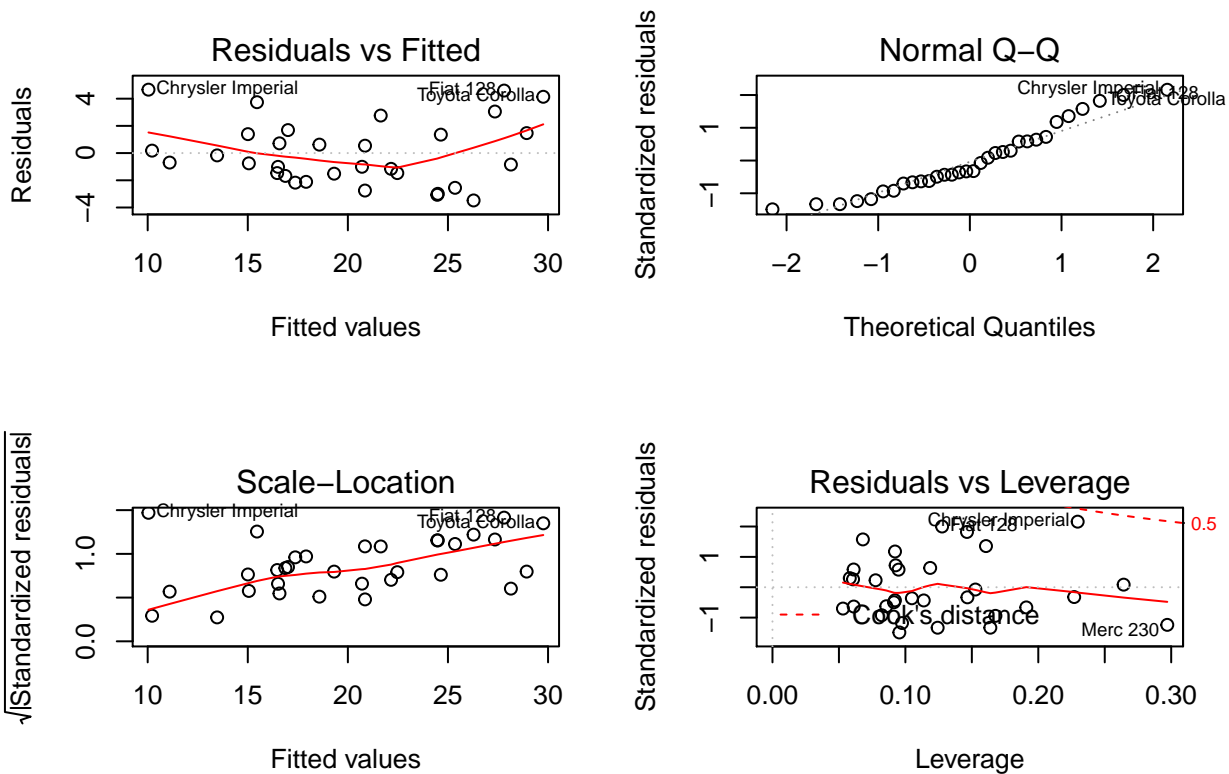 Residuals vs Fitted
Residuals
4
0
−4
Chrysler Imperial
Fiat 128
Toyota Corolla
10 15 20 25 30
Fitted values
Normal Q−Q
Standardized residuals
1
−1
Chrysler Imperial
Fiat 128
Toyota Corolla
−2 −1 0 1 2
Theoretical Quantiles
Scale−Location
√|Standardized residuals|
1.0
0.0
Chrysler Imperial
Fiat 128
Toyota Corolla
10 15 20 25 30
Fitted values
Residuals vs Leverage
Standardized residuals
1
−1
Chrysler Imperial
Fiat 128
0.5
Cook's distance
Merc 230
0.00 0.10 0.20 0.30
Leverage